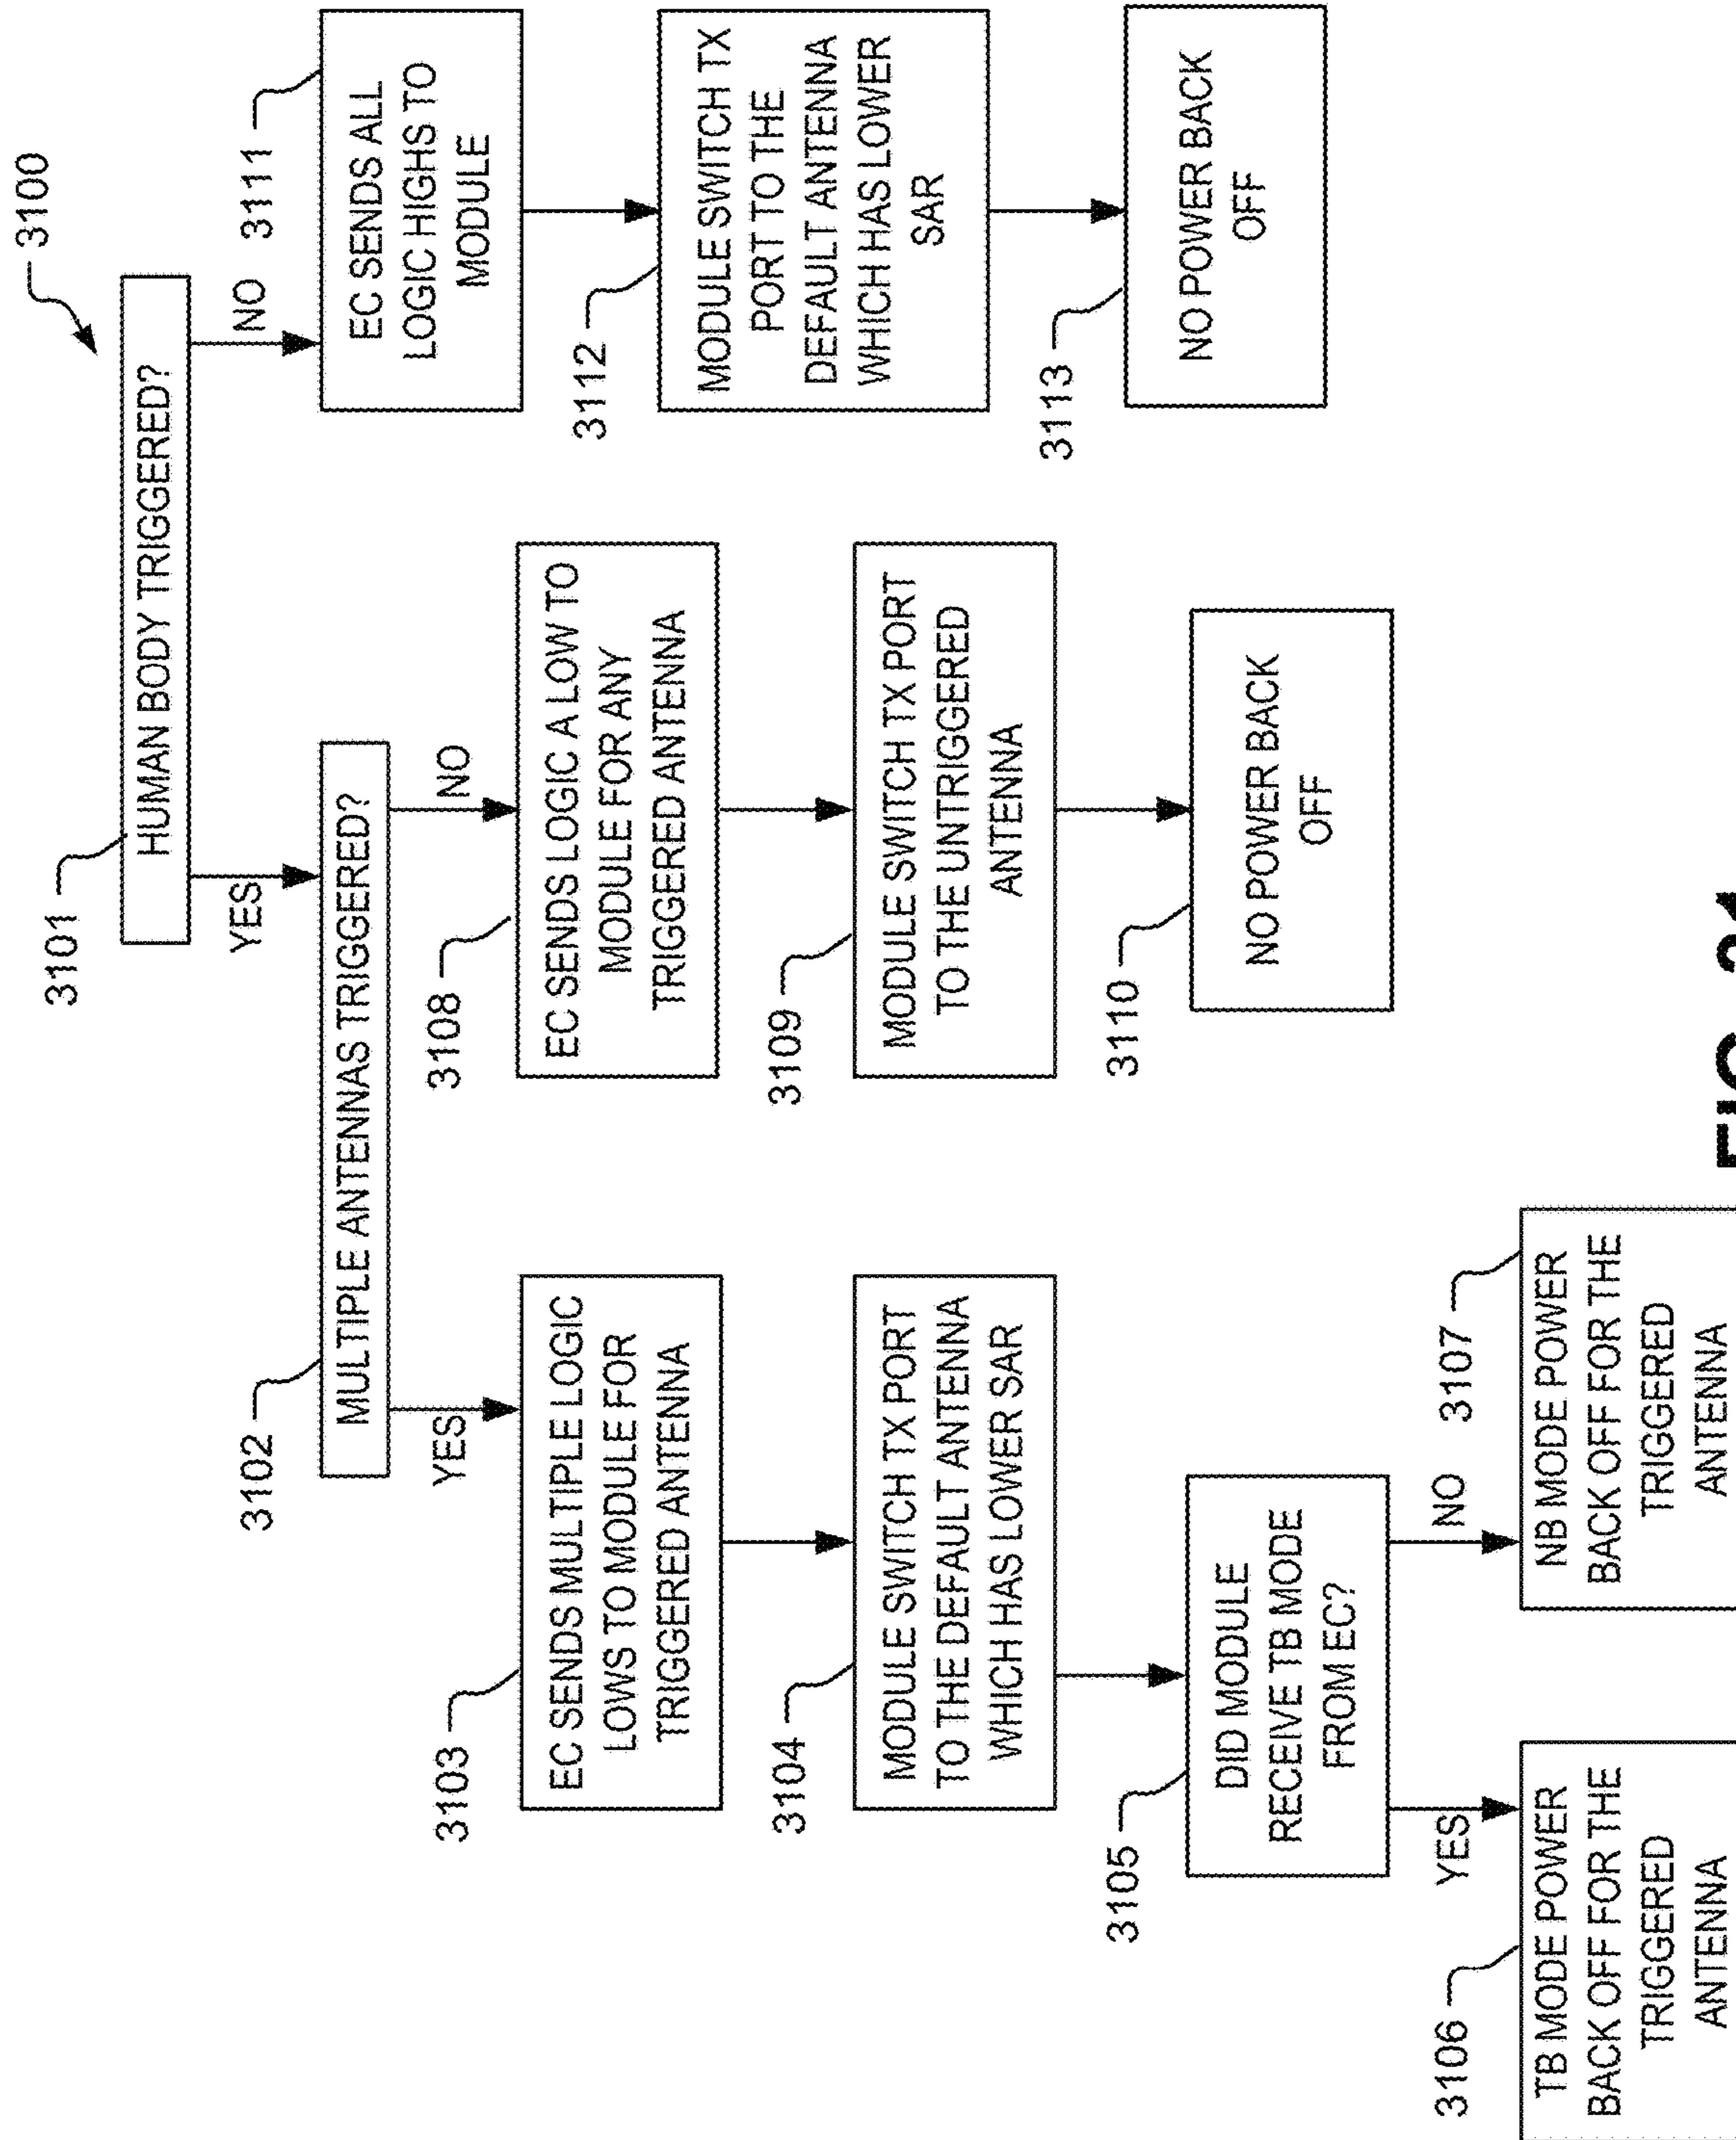 3100
3101
HUMAN BODY TRIGGERED?
YES
NO
3102
MULTIPLE ANTENNAS TRIGGERED?
YES
NO
3103
EC SENDS MULTIPLE LOGIC
LOWS TO MODULE FOR
TRIGGERED ANTENNA
3104
MODULE SWITCH TX PORT
TO THE DEFAULT ANTENNA
WHICH HAS LOWER SAR
3105
DID MODULE
RECEIVE TB MODE
FROM EC?
YES
NO
3106
TB MODE POWER
BACK OFF FOR THE
TRIGGERED
ANTENNA
3107
NB MODE POWER
BACK OFF FOR THE
TRIGGERED
ANTENNA
3108
EC SENDS LOGIC A LOW TO
MODULE FOR ANY
TRIGGERED ANTENNA
3109
MODULE SWITCH TX PORT
TO THE UNTRIGGERED
ANTENNA
3110
NO POWER BACK
OFF
3111
EC SENDS ALL
LOGIC HIGHS TO
MODULE
3112
MODULE SWITCH TX
PORT TO THE
DEFAULT ANTENNA
WHICH HAS LOWER
SAR
3113
NO POWER BACK
OFF
FIG. 31